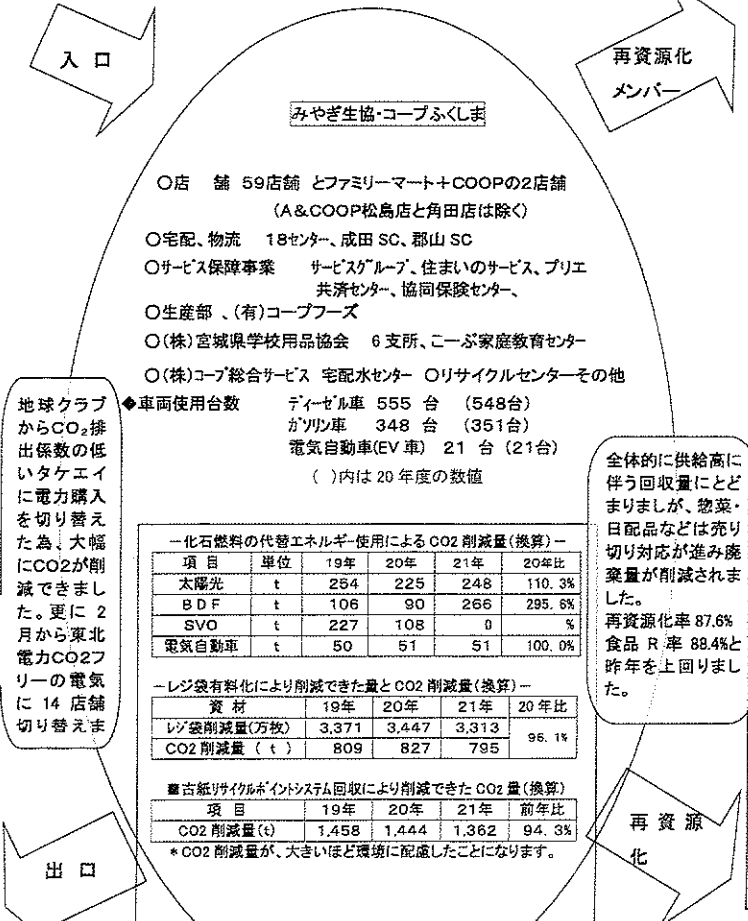 入 口
再資源化
メンバー
みやぎ生協・コープふくしま
○店　舗 59店舗 とファミリーマート＋COOPの2店舗
(A＆COOP松島店と角田店は除く)
○宅配、物流　18センター、成田 SC、郡山 SC
○サービス保障事業　サービスグループ、住まいのサービス、プリエ
共済センター、協同保険センター、
○生産部 、(有)コープフーズ
○(株)宮城県学校用品協会　6 支所、こーぷ家庭教育センター
○(株)コープ総合サービス 宅配水センター ○リサイクルセンターその他
◆車両使用台数　ディーゼル車 555 台 (548台)
ガソリン車 348 台 (351台)
電気自動車(EV 車) 21 台 (21台)
( )内は 20 年度の数値
地球クラブ
からCO₂排
出係数の低
いタケエイ
に電力購入
を切り替え
た為、大幅
にCO2が削
減できまし
た。更に 2
月から東北
電力CO2フ
リーの電気
に 14 店舗
切り替えま
全体的に供給高に
伴う回収量にとど
まりましたが、惣菜・
日配品などは売り
切り対応が進み廃
棄量が削減されま
した。
再資源化率 87.6%
食品 R 率 88.4%と
昨年を上回りまし
た。
－化石燃料の代替エネルギー使用による CO2 削減量(換算)－
項 目 単位 19年 20年 21年 20年比
太陽光 t 254 225 248 110.3%
BDF t 106 90 266 295.6%
SVO t 227 108 0 %
電気自動車 t 50 51 51 100.0%
－レジ袋有料化により削減できた量と CO2 削減量(換算)－
資 材 19年 20年 21年 20 年比
レジ袋削減量(万枚) 3,371 3,447 3,313 96.1%
CO2 削減量 ( t ) 809 827 795
■古紙リサイクルポイントシステム回収により削減できた CO2 量(換算)
項 目 19年 20年 21年 前年比
CO2 削減量(t) 1,458 1,444 1,362 94.3%
＊CO2 削減量が、大きいほど環境に配慮したことになります。
出 口
再 資 源
化